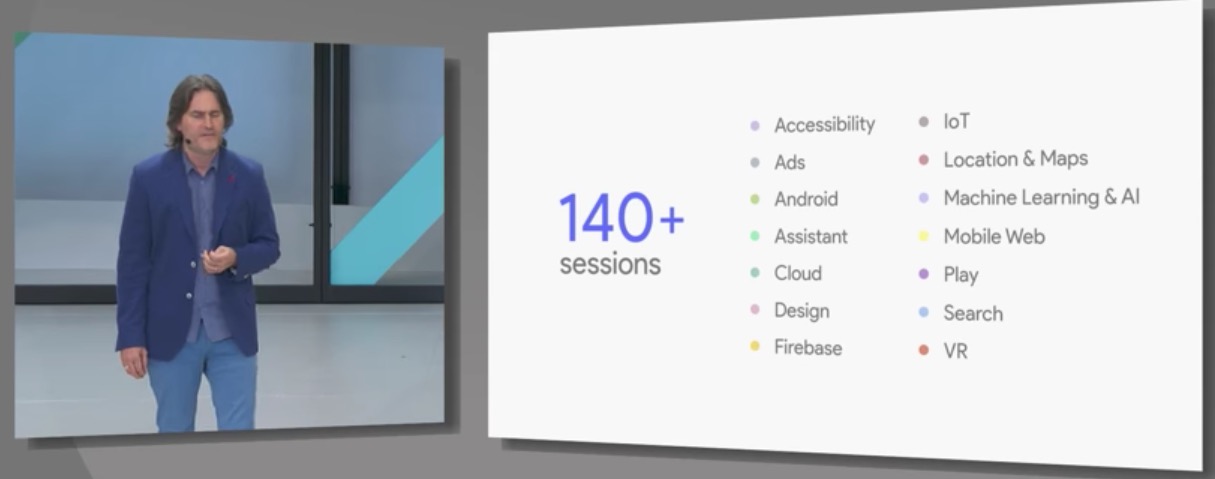 140+
sessions
Accessibility
Ads
Android
Assistant
Cloud
Design
Firebase
IoT
Location & Maps
Machine Learning & AI
Mobile Web
Play
Search
VR